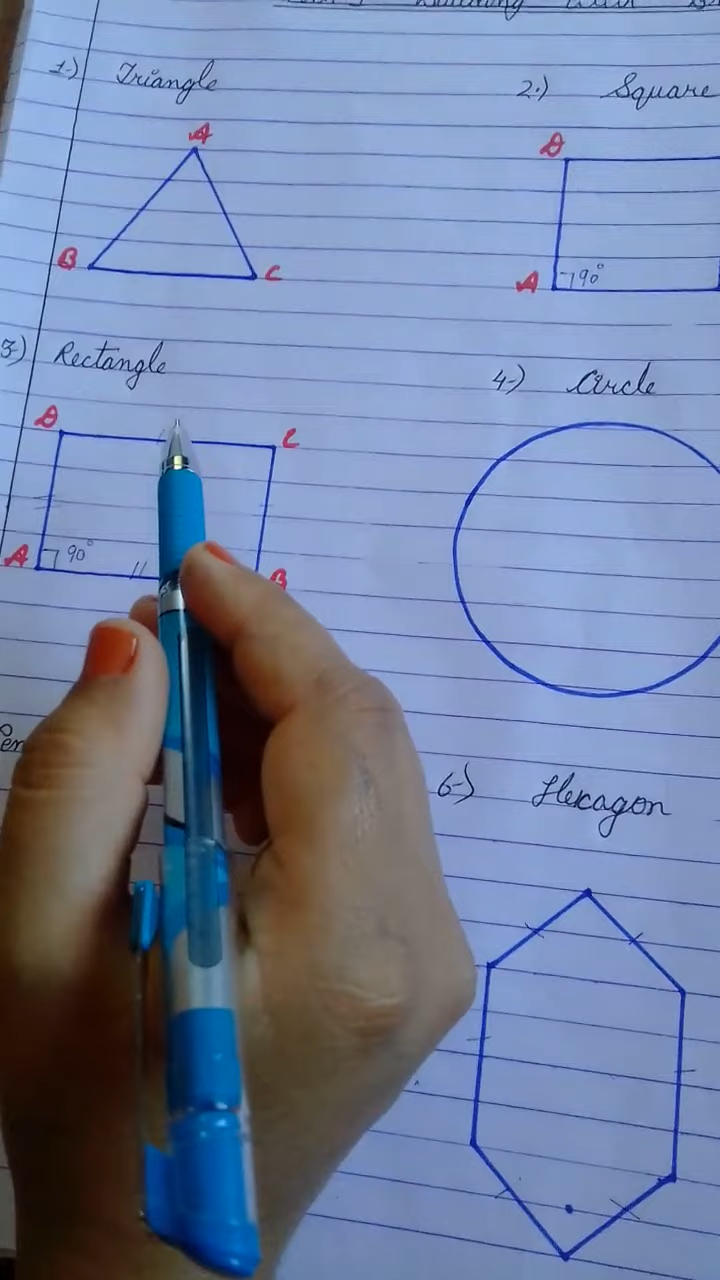 1.) Triangle
A
B
C
2.) Square
D
A
90°
3.) Rectangle
D
C
A
90°
B
4.) Circle
6.) Hexagon